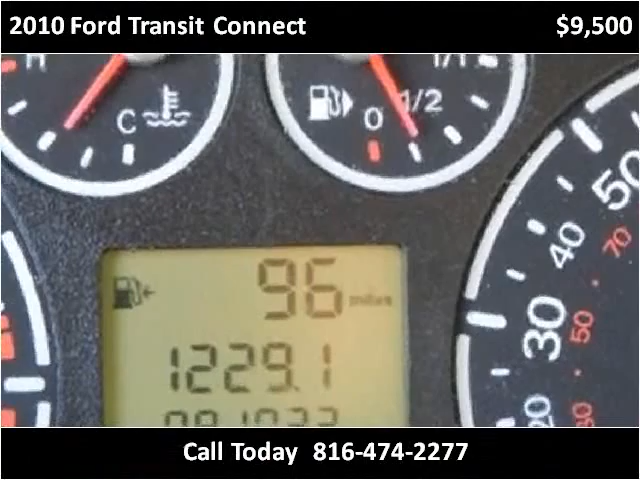 2010 Ford Transit Connect $9,500
H 1/1
C 0 1/2
50
40 70
96 miles
30 50
1229.1
20 30
081033
Call Today 816-474-2277